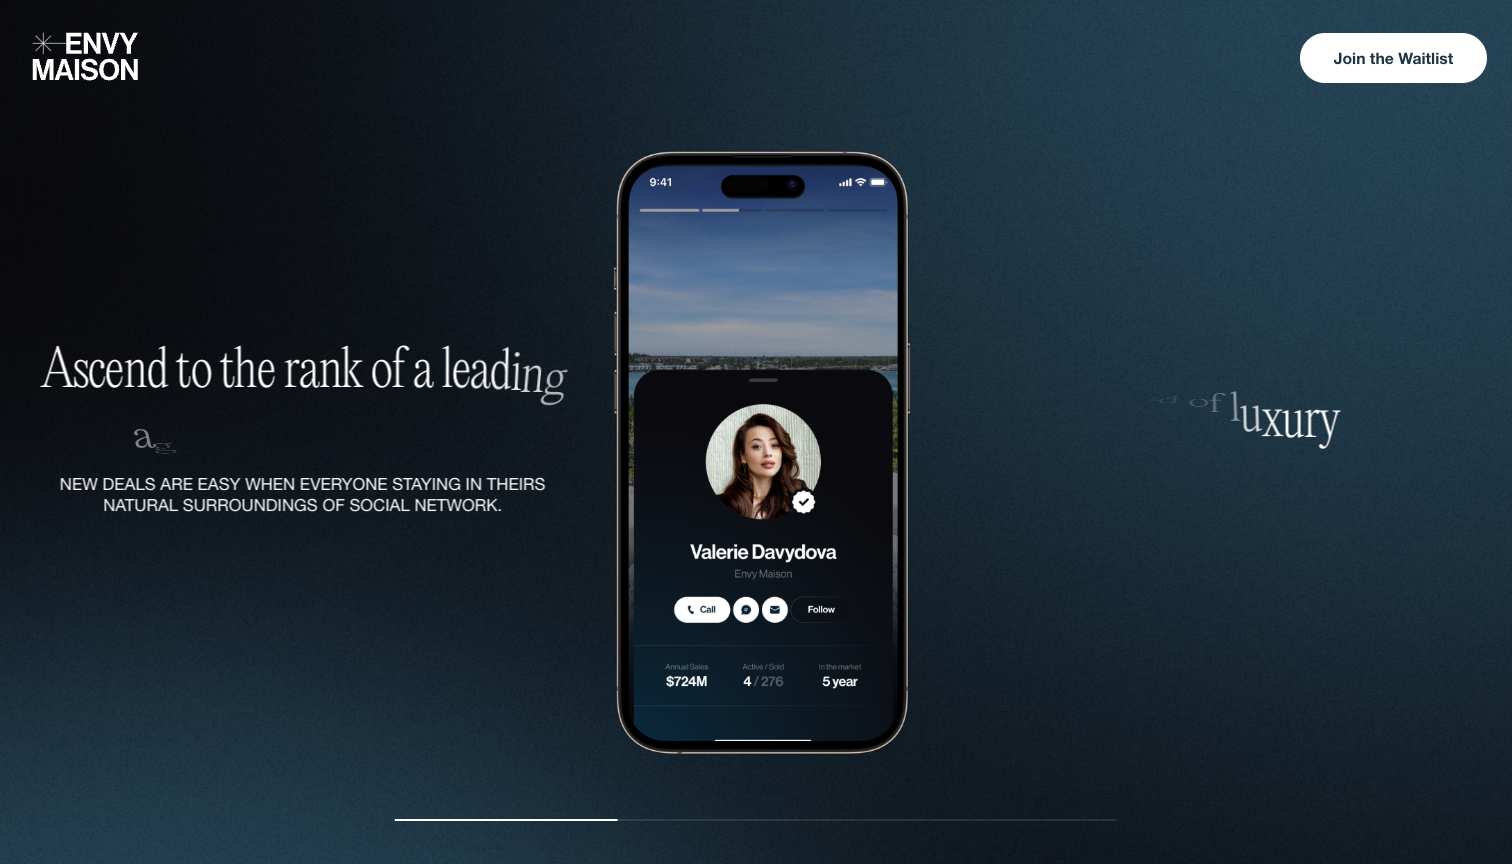 ENVY
MAISON
Join the Waitlist
9:41
Ascend to the rank of a leading
NEW DEALS ARE EASY WHEN EVERYONE STAYING IN THEIRS
NATURAL SURROUNDINGS OF SOCIAL NETWORK.
of luxury
Valerie Davydova
Envy Maison
Call
Follow
Annual Sales
Active / Sold
In the market
$724M
4 / 276
5 year